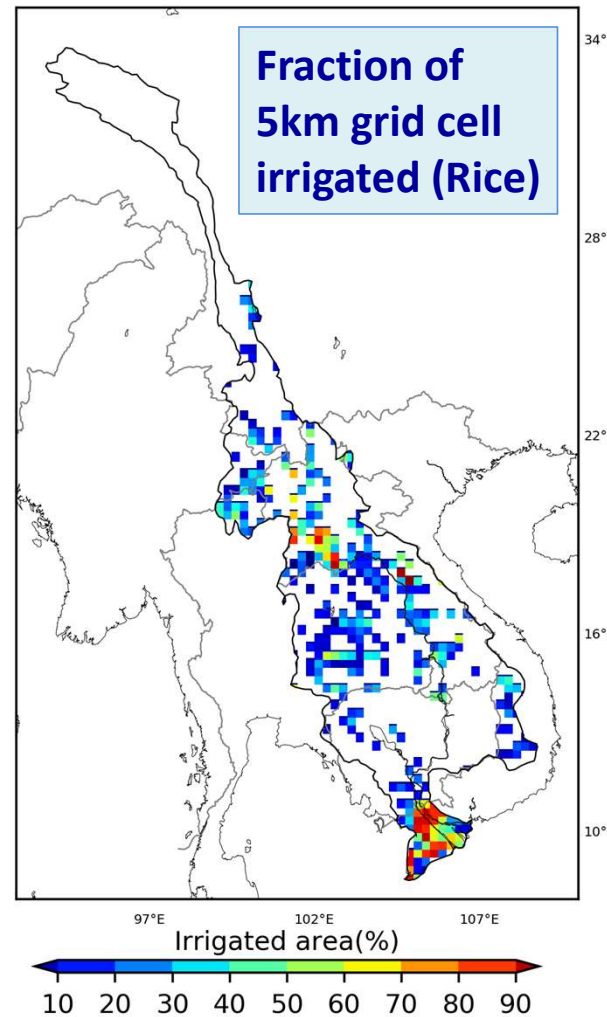 Fraction of
5km grid cell
irrigated (Rice)
34°
28°
22°
16°
10°
97°E 102°E 107°E
Irrigated area(%)
10 20 30 40 50 60 70 80 90